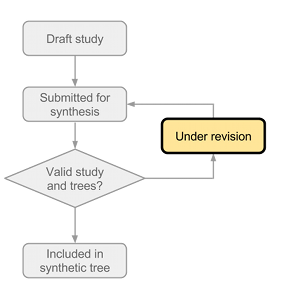 Draft study
Submitted for
synthesis
Under revision
Valid study
and trees?
Included in
synthetic tree